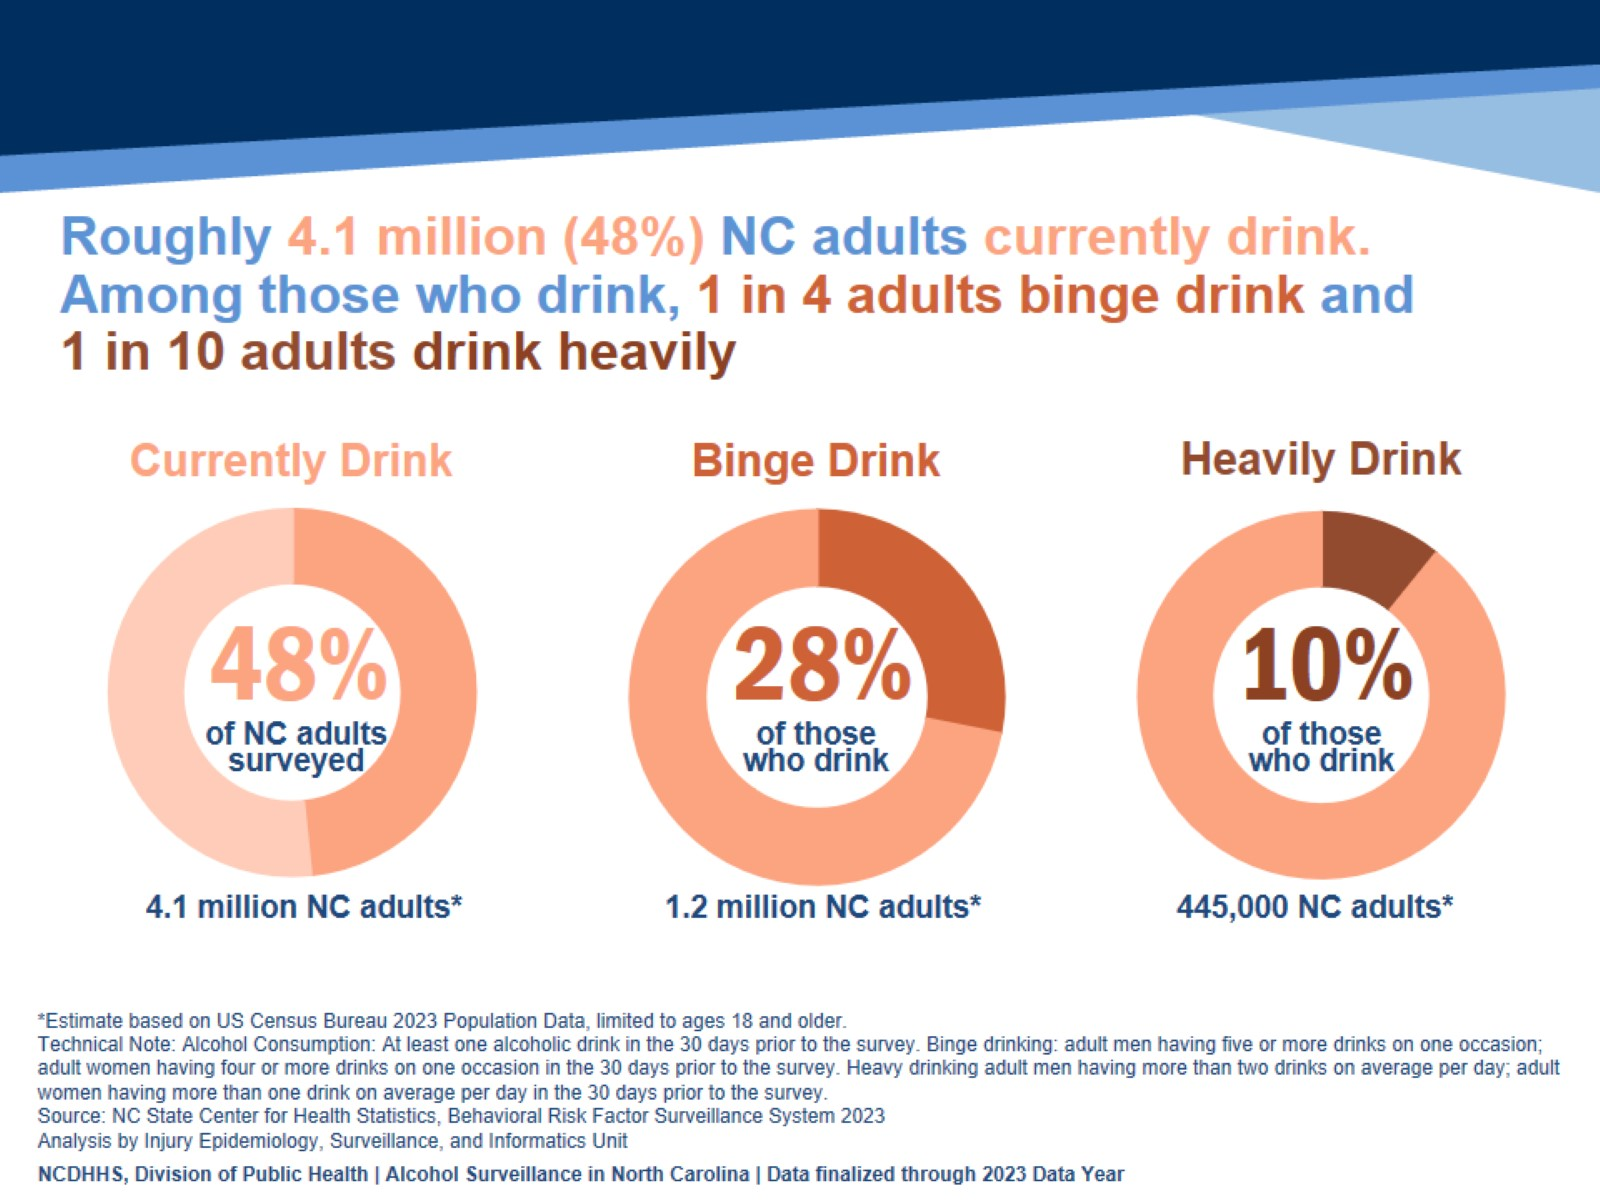 Roughly 4.1 million (48%) NC adults currently drink.
Among those who drink, 1 in 4 adults binge drink and
1 in 10 adults drink heavily
Currently Drink
48%
of NC adults
surveyed
4.1 million NC adults*
Binge Drink
28%
of those
who drink
1.2 million NC adults*
Heavily Drink
10%
of those
who drink
445,000 NC adults*
*Estimate based on US Census Bureau 2023 Population Data, limited to ages 18 and older.
Technical Note: Alcohol Consumption: At least one alcoholic drink in the 30 days prior to the survey. Binge drinking: adult men having five or more drinks on one occasion;
adult women having four or more drinks on one occasion in the 30 days prior to the survey. Heavy drinking adult men having more than two drinks on average per day; adult
women having more than one drink on average per day in the 30 days prior to the survey.
Source: NC State Center for Health Statistics, Behavioral Risk Factor Surveillance System 2023
Analysis by Injury Epidemiology, Surveillance, and Informatics Unit
NCDHHS, Division of Public Health | Alcohol Surveillance in North Carolina | Data finalized through 2023 Data Year